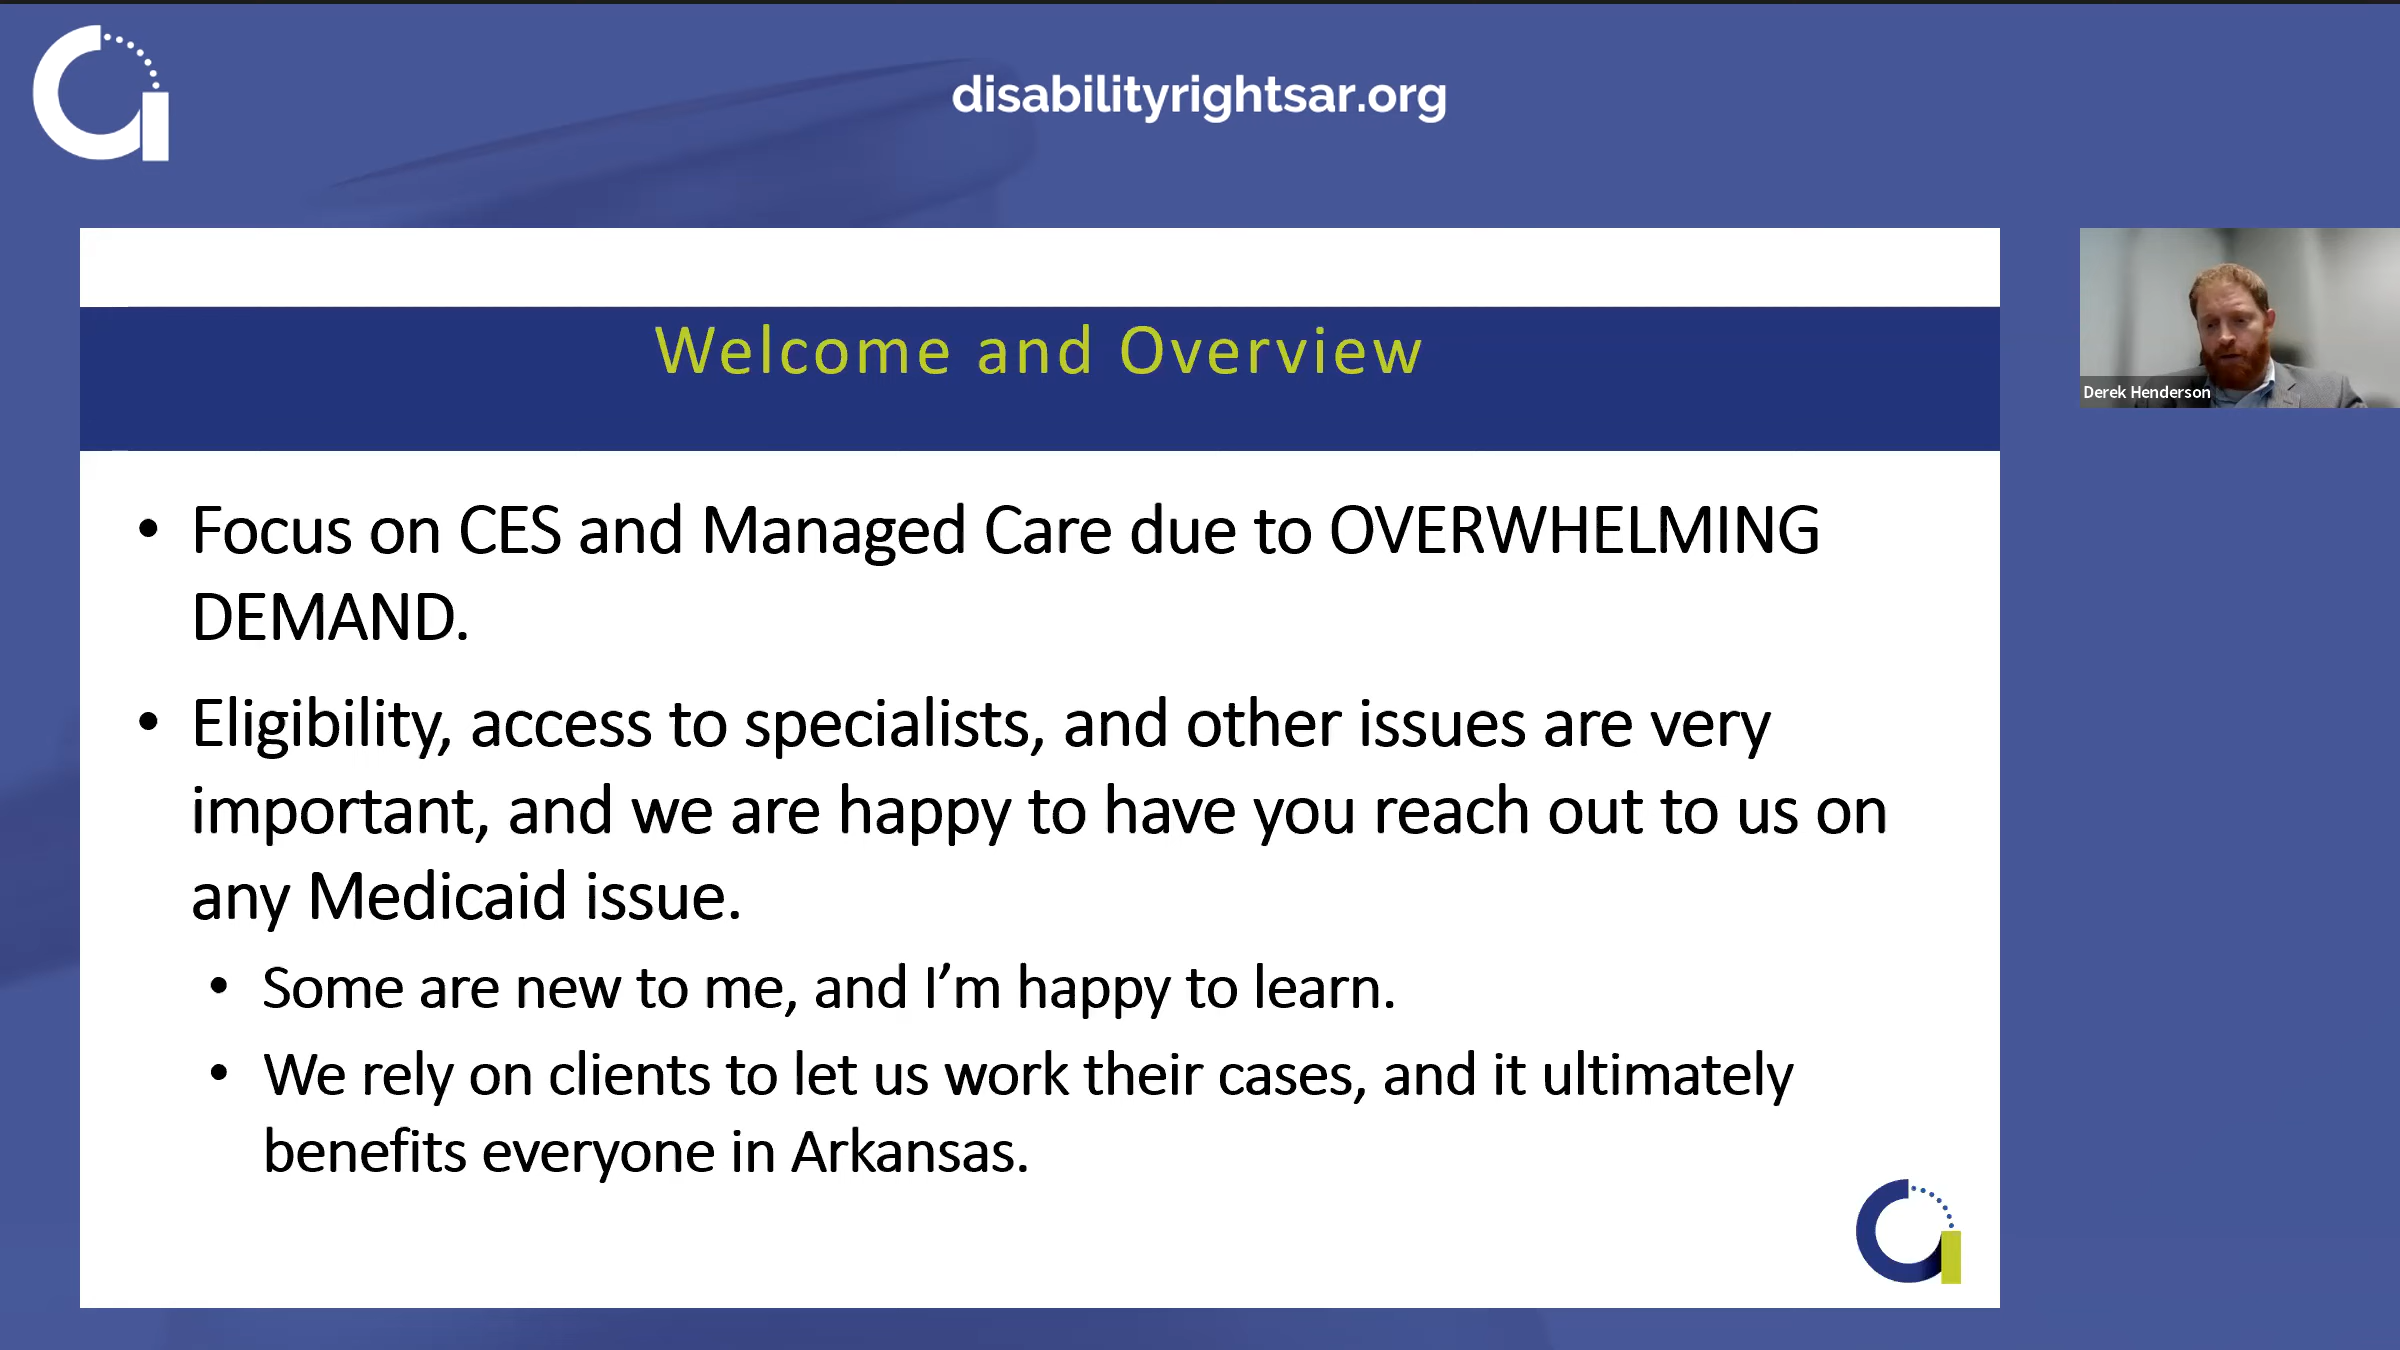 disabilityrightsar.org
Welcome and Overview
• Focus on CES and Managed Care due to OVERWHELMING
DEMAND.
• Eligibility, access to specialists, and other issues are very
important, and we are happy to have you reach out to us on
any Medicaid issue.
• Some are new to me, and I’m happy to learn.
• We rely on clients to let us work their cases, and it ultimately
benefits everyone in Arkansas.
Derek Henderson